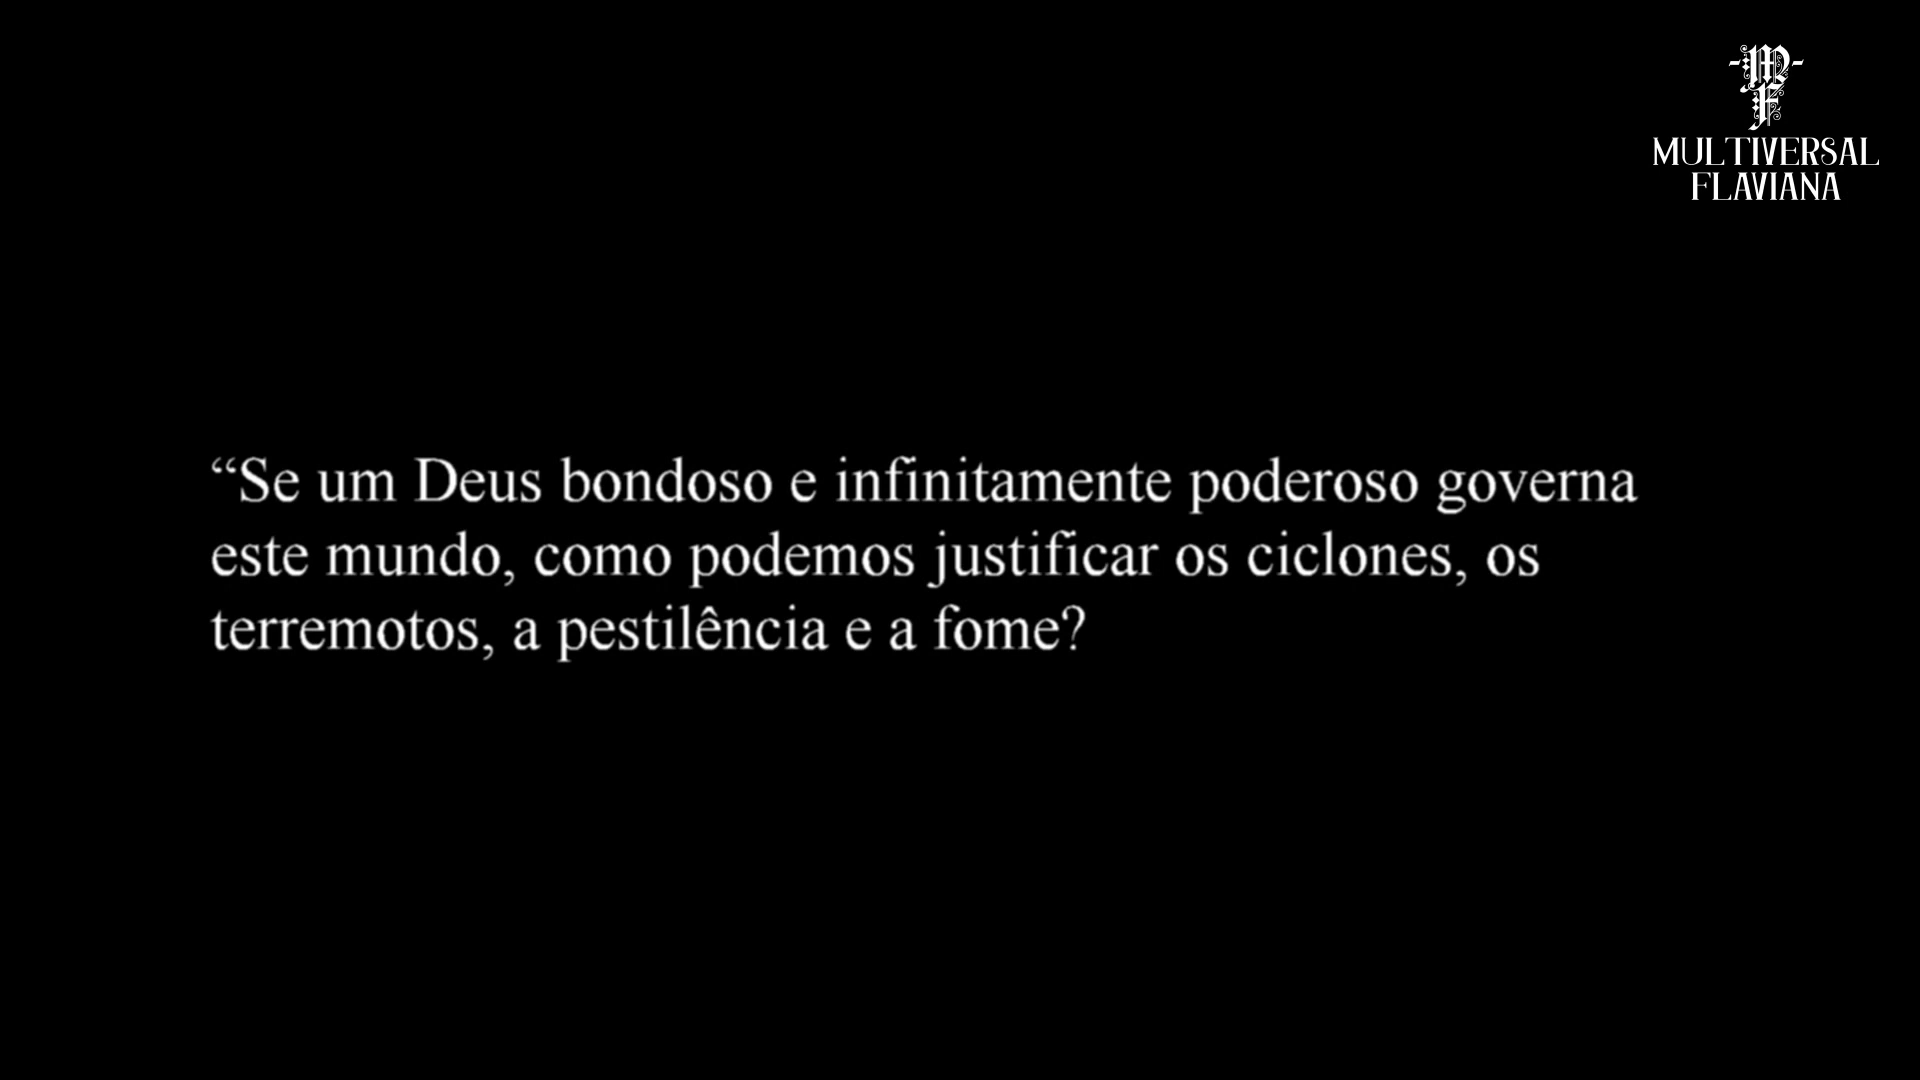 MF
MULTIVERSAL
FLAVIANA
“Se um Deus bondoso e infinitamente poderoso governa
este mundo, como podemos justificar os ciclones, os
terremotos, a pestilência e a fome?